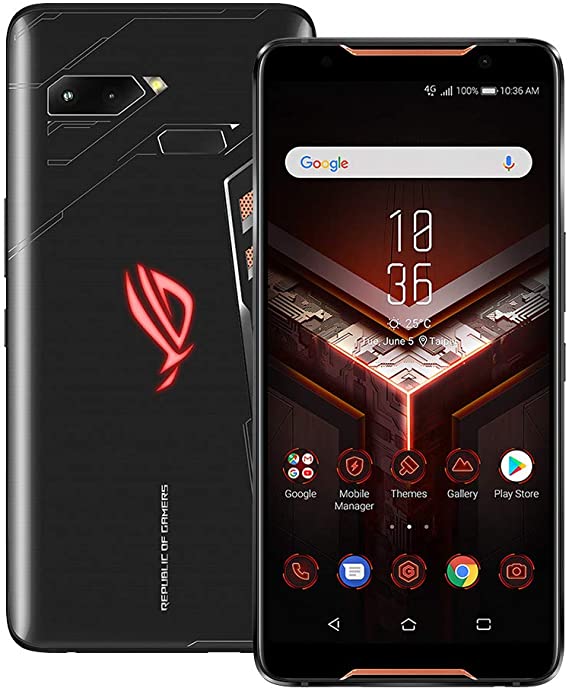 4G 100% 10:36 AM
Google
10
36
25°C
Tue, June 5 Taipei
Google Mobile Manager Themes Gallery Play Store
REPUBLIC OF GAMERS